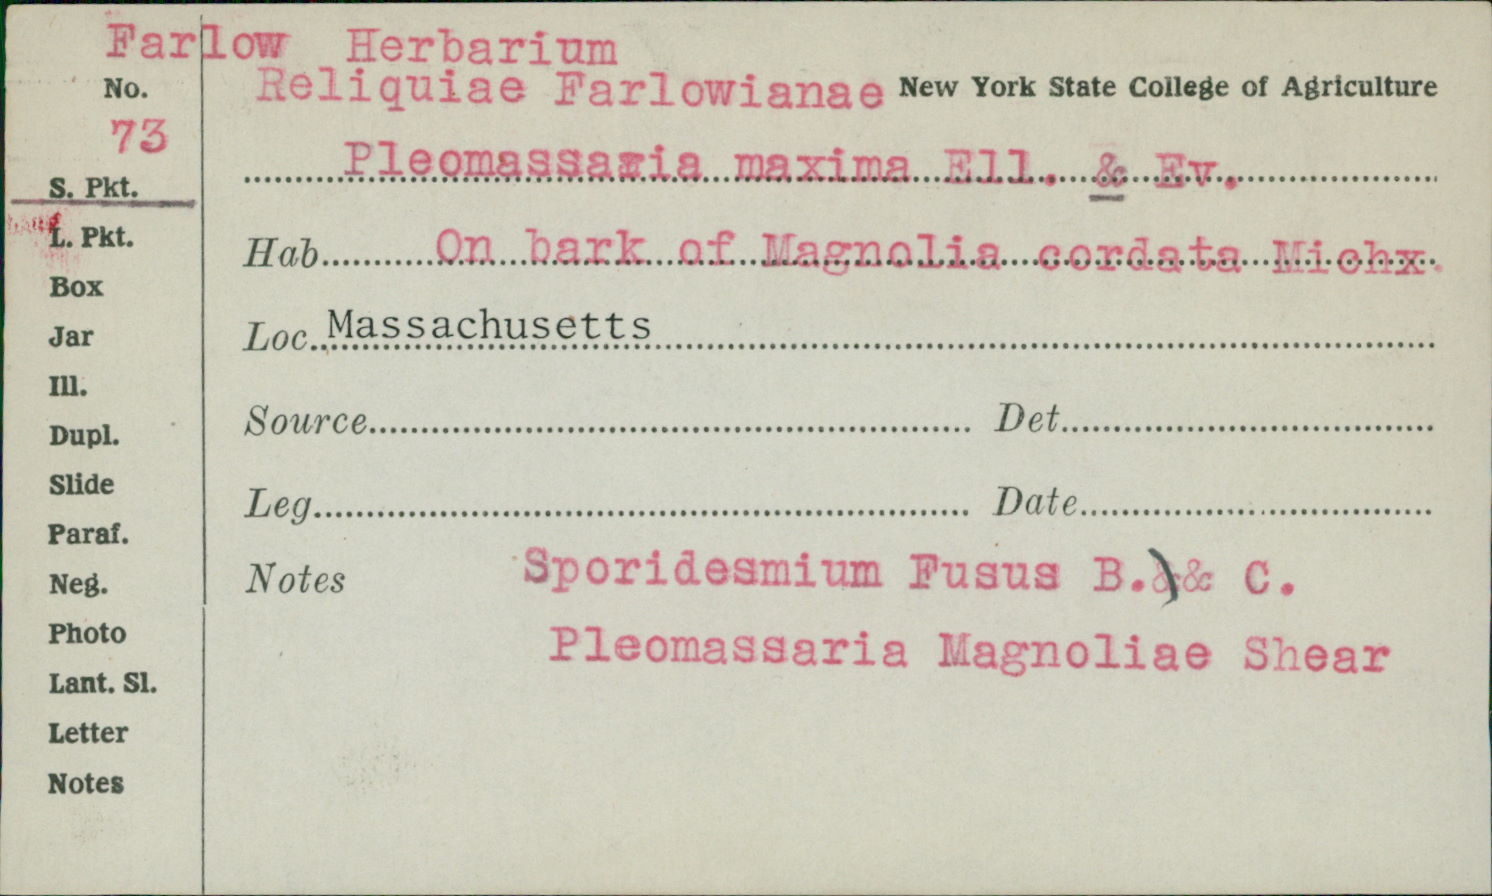 Farlow Herbarium
No. Reliquiae Farlowianae New York State College of Agriculture
73
Pleomassaria maxima Ell. & Ev.
S. Pkt.
L. Pkt.
Hab. On bark of Magnolia cordata Michx.
Box
Loc. Massachusetts
Jar
Ill.
Source Det.
Dupl.
Slide
Leg. Date
Paraf.
Notes Sporidesmium Fusus B.) & C.
Neg.
Photo
Pleomassaria Magnoliae Shear
Lant. Sl.
Letter
Notes